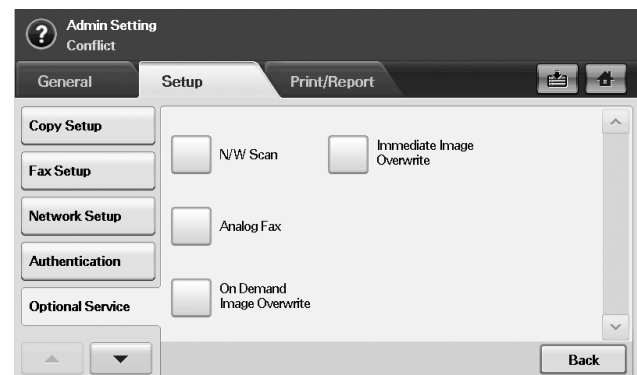 Admin Setting
Conflict
General
Setup
Print/Report
Copy Setup
Fax Setup
Network Setup
Authentication
Optional Service
N/W Scan
Immediate Image
Overwrite
Analog Fax
On Demand
Image Overwrite
Back